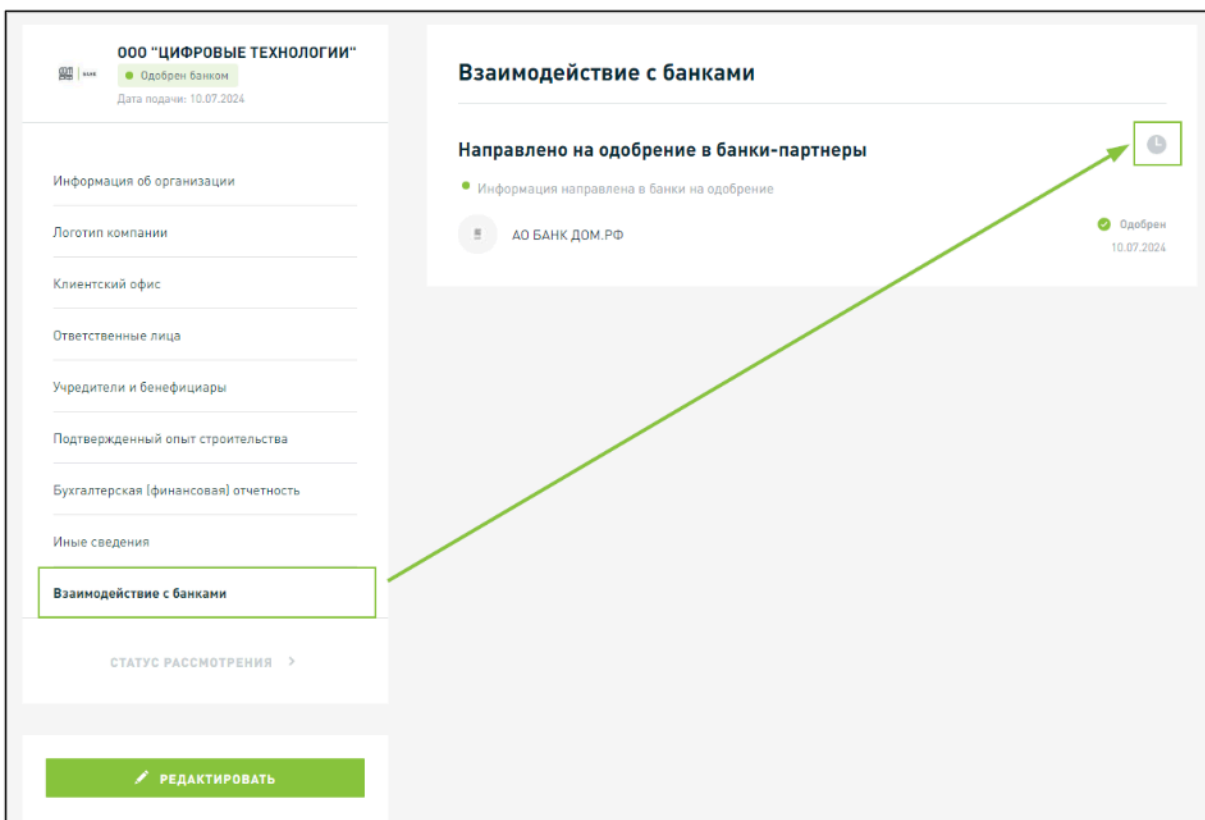 ООО "ЦИФРОВЫЕ ТЕХНОЛОГИИ"
БАНК
Одобрен банком
Дата подачи: 10.07.2024
Информация об организации
Логотип компании
Клиентский офис
Ответственные лица
Учредители и бенефициары
Подтвержденный опыт строительства
Бухгалтерская (финансовая) отчетность
Иные сведения
Взаимодействие с банками
СТАТУС РАССМОТРЕНИЯ
РЕДАКТИРОВАТЬ
Взаимодействие с банками
Направлено на одобрение в банки-партнеры
Информация направлена в банки на одобрение
АО БАНК ДОМ.РФ
Одобрен
10.07.2024